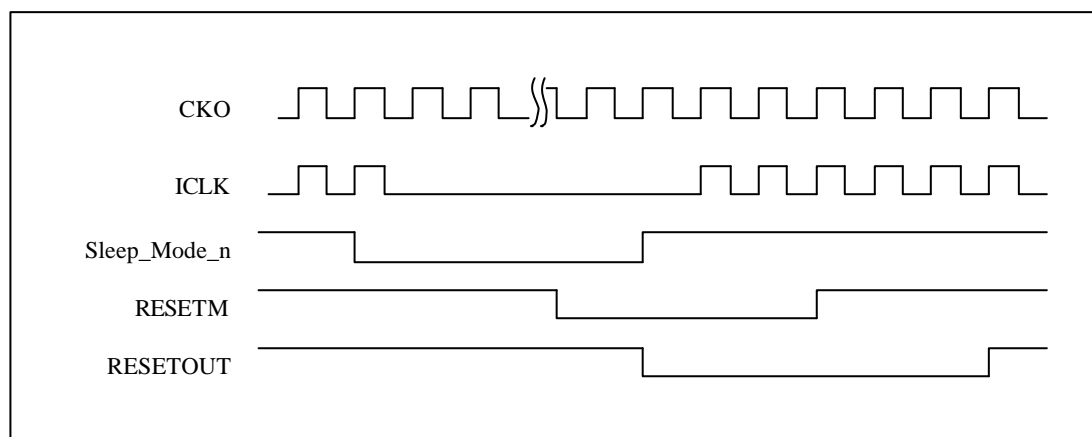 CKO
ICLK
Sleep_Mode_n
RESETM
RESETOUT